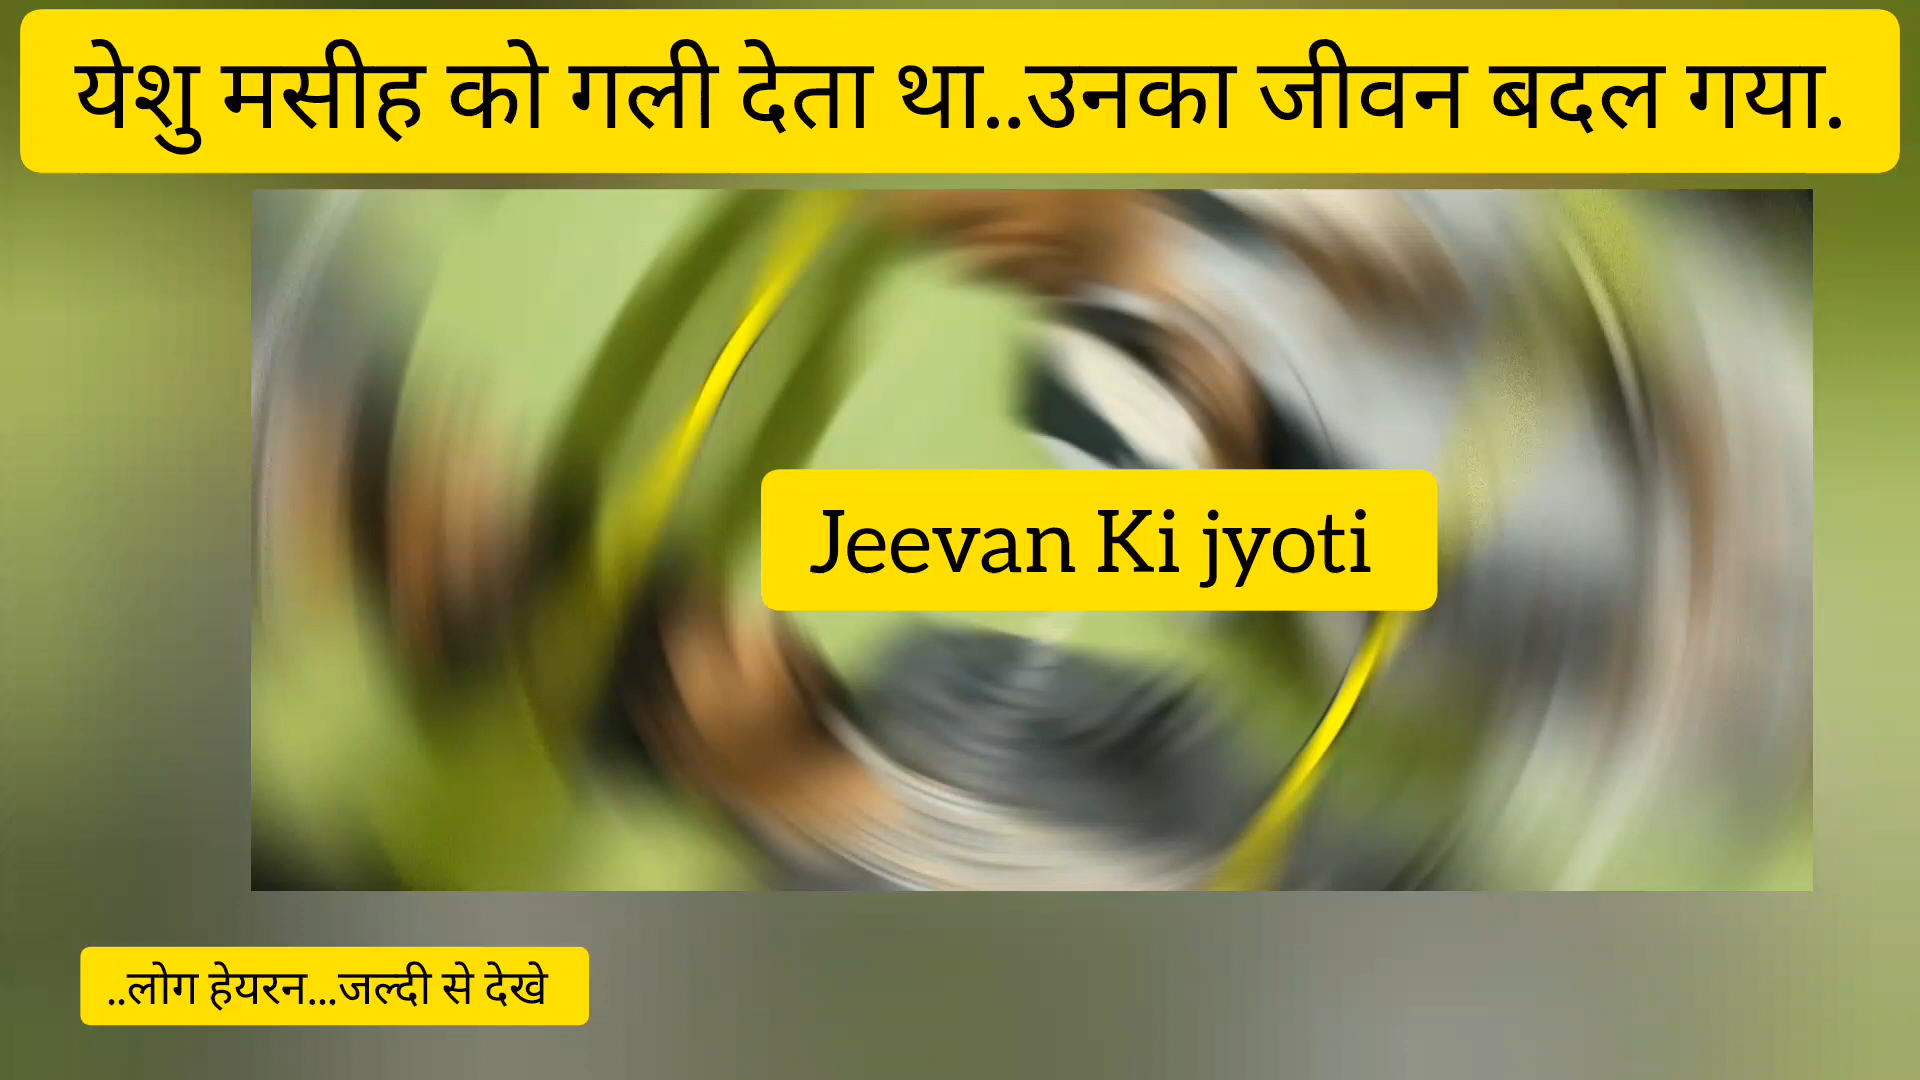 येशु मसीह को गली देता था..उनका जीवन बदल गया.
Jeevan Ki jyoti
..लोग हेयरन...जल्दी से देखे